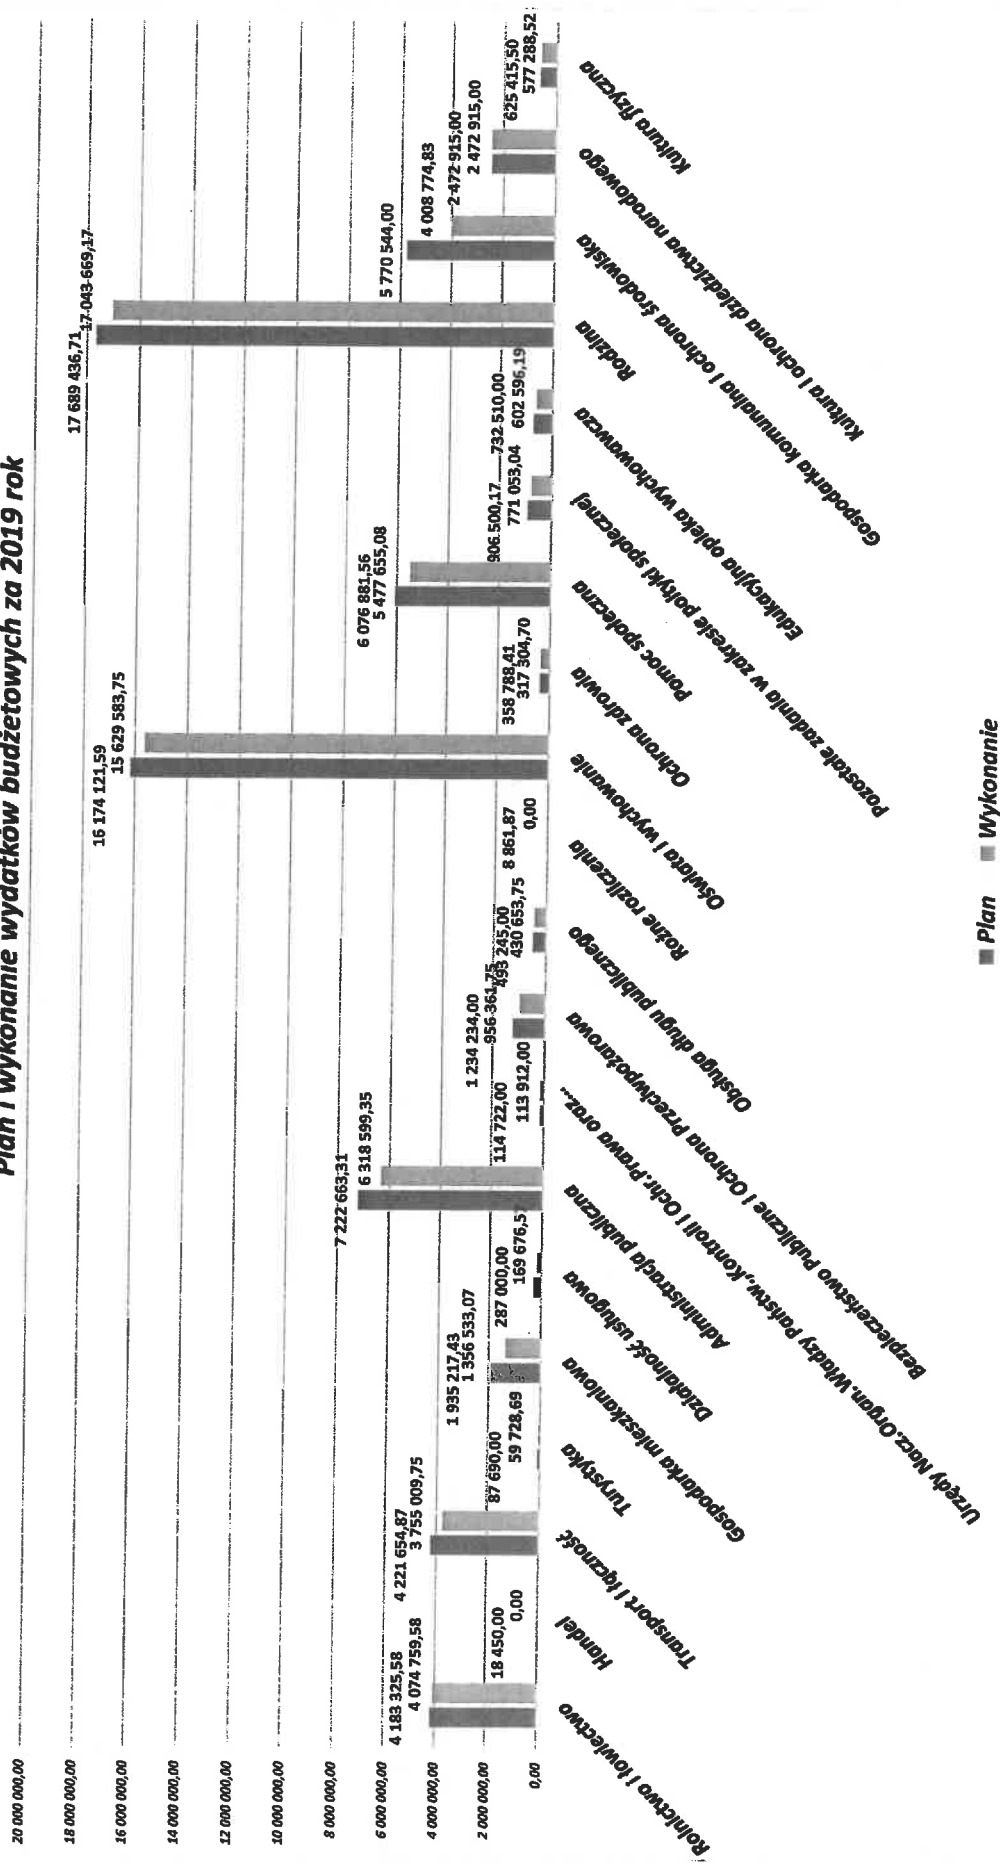 Plan i wykonanie wydatków budżetowych za 2019 rok
20 000 000,00
18 000 000,00
16 000 000,00
14 000 000,00
12 000 000,00
10 000 000,00
8 000 000,00
6 000 000,00
4 000 000,00
2 000 000,00
0,00
4 183 325,58
4 074 759,58
18 450,00
0,00
4 221 654,87
3 755 009,75
87 690,00
59 728,69
1 935 217,43
1 356 533,07
287 000,00
169 676,57
7 222 663,31
6 318 599,35
114 722,00
113 912,00
1 234 234,00
956 361,75
493 245,00
430 653,75
8 861,87
0,00
16 174 121,59
15 629 583,75
358 788,41
317 304,70
6 076 881,56
5 477 655,08
906 500,17
771 053,04
732 510,00
602 596,19
17 689 436,71
17 043 669,17
5 770 544,00
4 008 774,83
2 472 915,00
2 472 915,00
625 415,50
577 288,52
Rolnictwo i łowiectwo
Handel
Transport i łączność
Turystyka
Gospodarka mieszkaniowa
Działalność usługowa
Administracja publiczna
Urzędy Nacz.Organ.Władzy Państw.,Kontroli i Ochr.Prawa oraz...
Bezpieczeństwo Publiczne i Ochrona Przeciwpożarowa
Obsługa długu publicznego
Rożne rozliczenia
Oświata i wychowanie
Ochrona zdrowia
Pomoc społeczna
Pozostałe zadania w zakresie polityki społecznej
Edukacyjna opieka wychowawcza
Rodzina
Gospodarka komunalna i ochrona środowiska
Kultura i ochrona dziedzictwa narodowego
Kultura fizyczna
Plan
Wykonanie